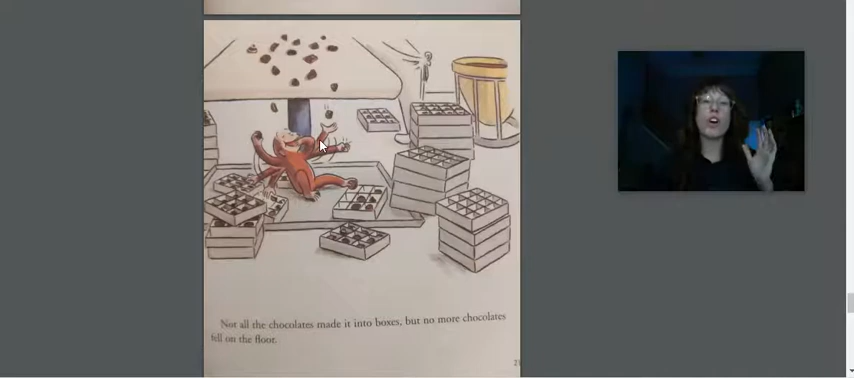 Not all the chocolates made it into boxes, but no more chocolates
fell on the floor.